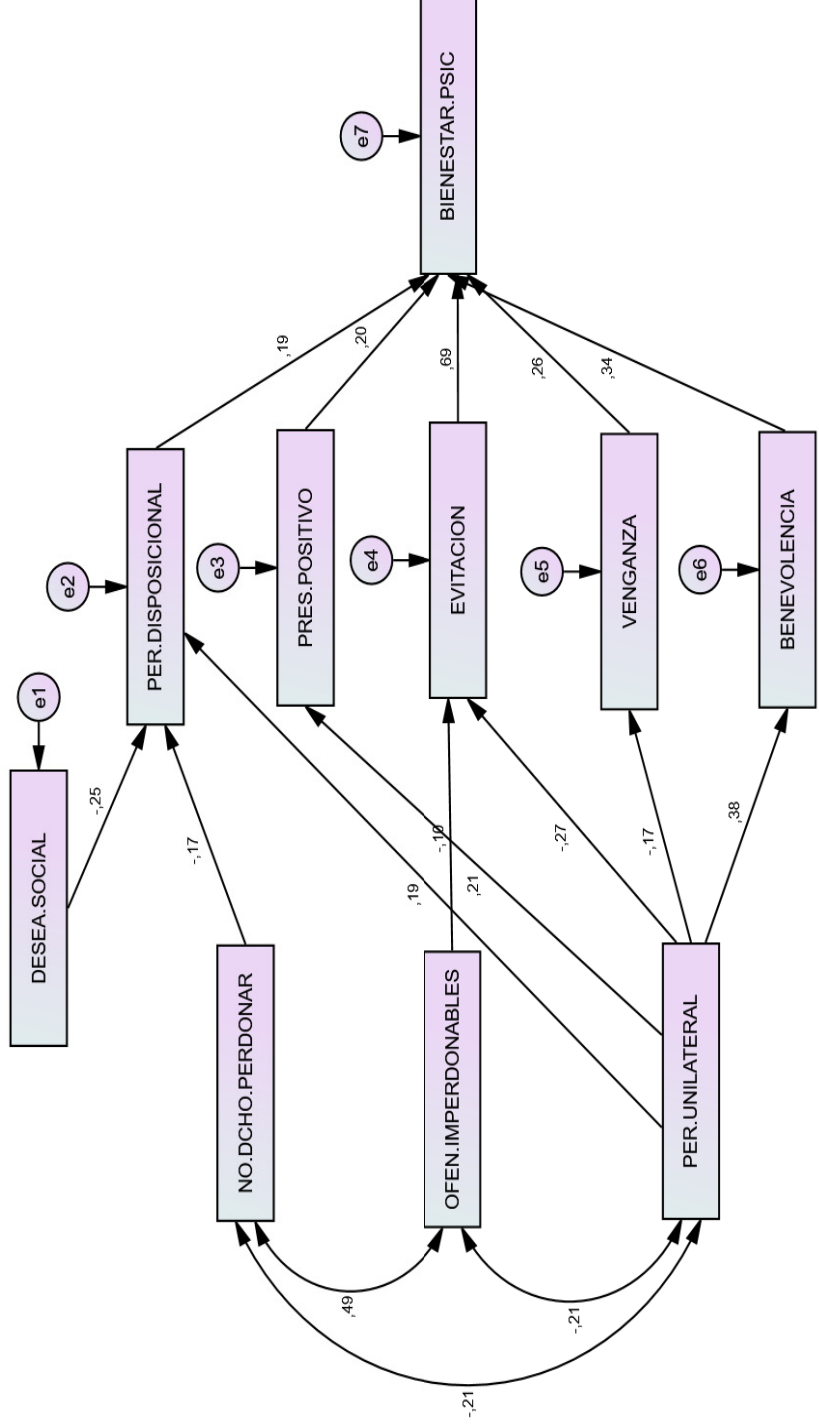 DESEA.SOCIAL
e1
-,25
NO.DCHO.PERDONAR
-,17
OFEN.IMPERDONABLES
PER.UNILATERAL
,49
-,21
-,21
,19
-,10
,21
-,27
-,17
,38
e2
PER.DISPOSICIONAL
e3
PRES.POSITIVO
e4
EVITACION
e5
VENGANZA
e6
BENEVOLENCIA
,19
,20
,69
,26
,34
e7
BIENESTAR.PSIC